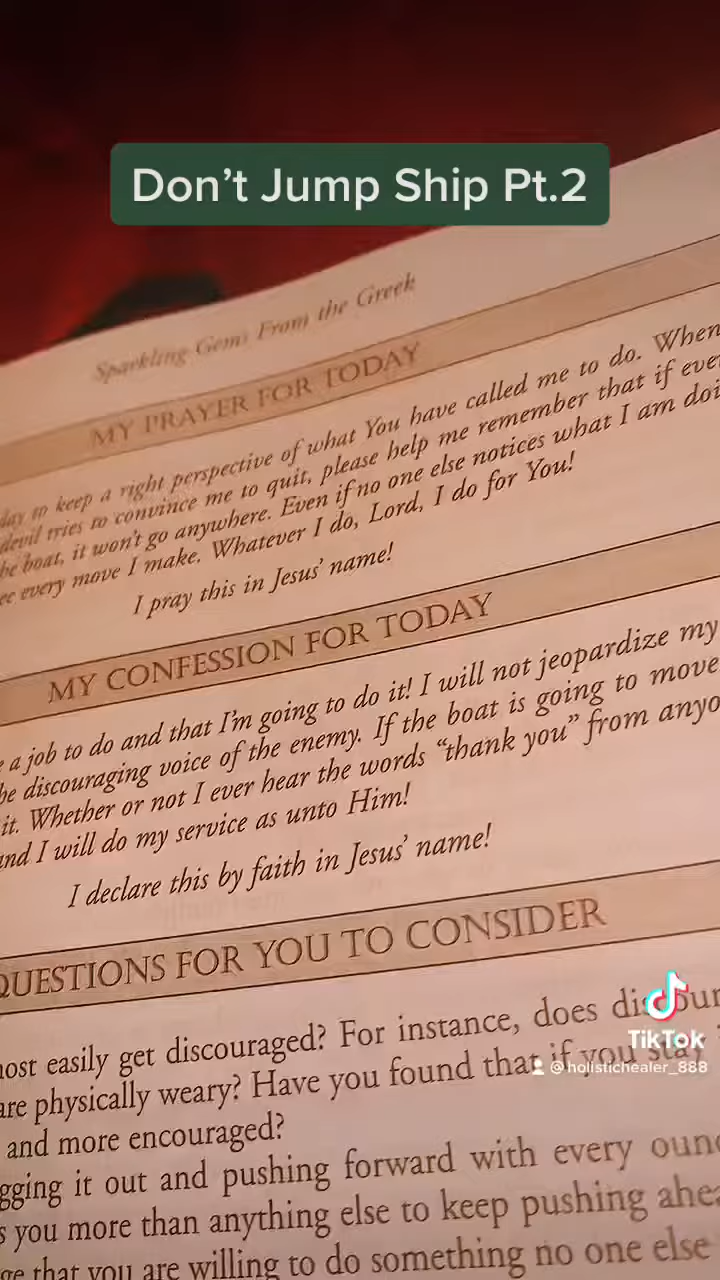 Don't Jump Ship Pt.2
Sparkling Gems From the Greek
MY PRAYER FOR TODAY
day to keep a right perspective of what You have called me to do. When
devil tries to convince me to quit, please help me remember that if eve
he boat, it won't go anywhere. Even if no one else notices what I am doi
ee every move I make. Whatever I do, Lord, I do for You!
I pray this in Jesus' name!
MY CONFESSION FOR TODAY
e a job to do and that I'm going to do it! I will not jeopardize my
he discouraging voice of the enemy. If the boat is going to move
it. Whether or not I ever hear the words "thank you" from anyo
and I will do my service as unto Him!
I declare this by faith in Jesus' name!
QUESTIONS FOR YOU TO CONSIDER
most easily get discouraged? For instance, does
are physically weary? Have you found that if you stay
and more encouraged?
gging it out and pushing forward with every ounc
s you more than anything else to keep pushing ahea
ge that you are willing to do something no one else
TikTok
@holistichealer_888